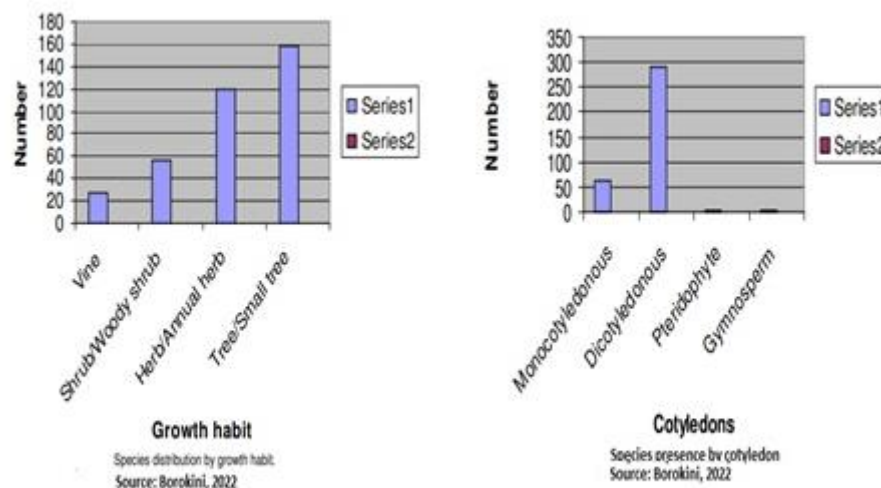 180
160
140
120
100
80
60
40
20
0
Number
Vine
Shrub/Woody shrub
Herb/Annual herb
Tree/Small tree
Series1
Series2
Growth habit
Species distribution by growth habit.
Source: Borokini, 2022
350
300
250
200
150
100
50
0
Number
Monocotyledonous
Dicotyledonous
Pteridophyte
Gymnosperm
Series1
Series2
Cotyledons
Species presence by cotyledon
Source: Borokini, 2022